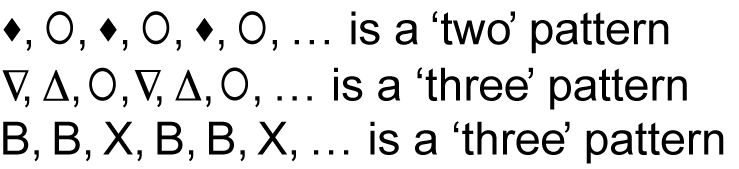 ♦, O, ♦, O, ♦, O, … is a ‘two’ pattern
∇, Δ, O, ∇, Δ, O, … is a ‘three’ pattern
B, B, X, B, B, X, … is a ‘three’ pattern